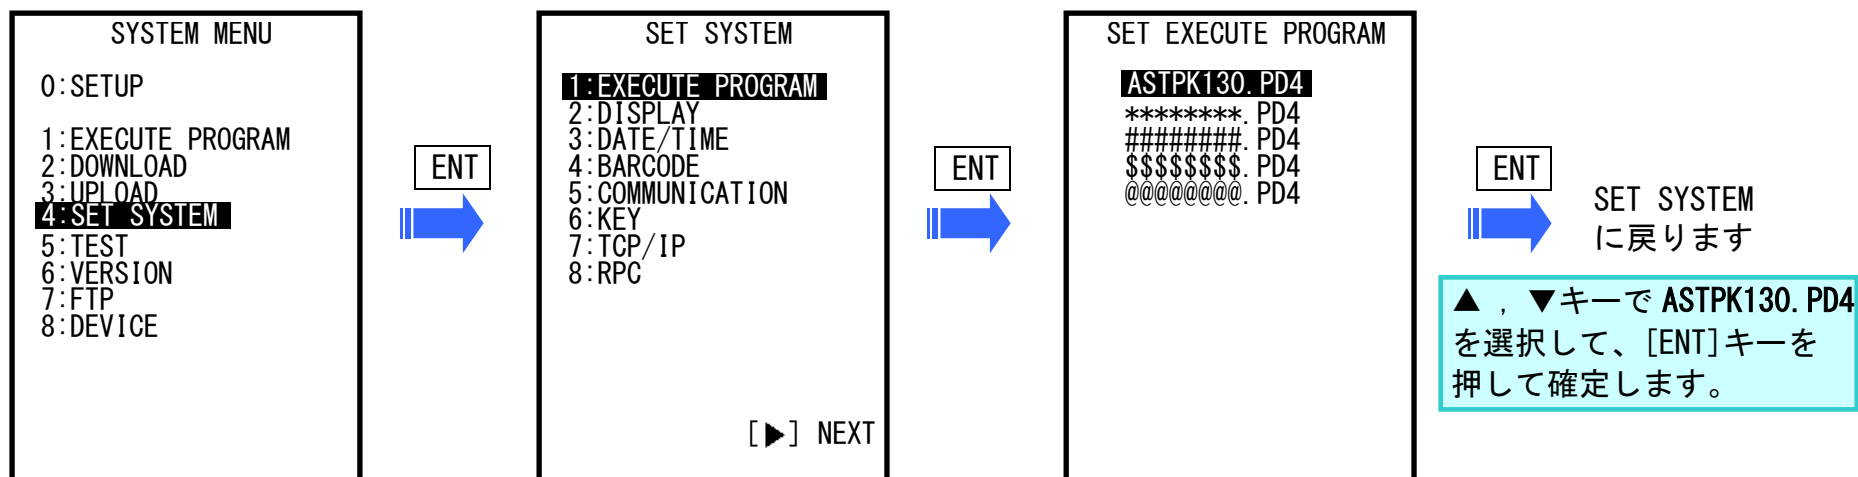 SYSTEM MENU
0:SETUP
1:EXECUTE PROGRAM
2:DOWNLOAD
3:UPLOAD
4:SET SYSTEM
5:TEST
6:VERSION
7:FTP
8:DEVICE
ENT
SET SYSTEM
1:EXECUTE PROGRAM
2:DISPLAY
3:DATE/TIME
4:BARCODE
5:COMMUNICATION
6:KEY
7:TCP/IP
8:RPC
[▶] NEXT
ENT
SET EXECUTE PROGRAM
ASTPK130.PD4
********.PD4
########.PD4
$$$$$$$$.PD4
@@@@@@@@.PD4
ENT
SET SYSTEM
に戻ります
▲ , ▼キーで ASTPK130.PD4
を選択して、[ENT]キーを
押して確定します。